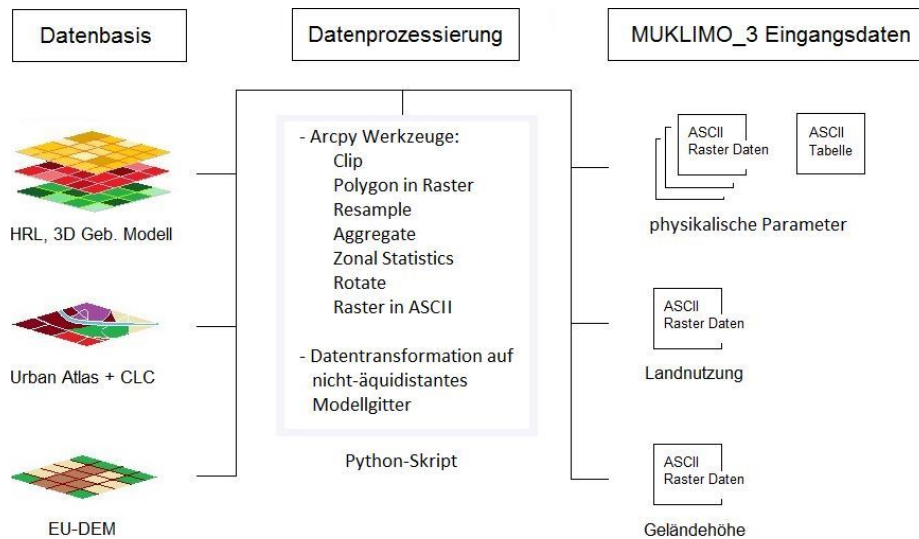 Datenbasis
Datenprozessierung
MUKLIMO_3 Eingangsdaten
HRL, 3D Geb. Modell
Urban Atlas + CLC
EU-DEM
- Arcpy Werkzeuge:
Clip
Polygon in Raster
Resample
Aggregate
Zonal Statistics
Rotate
Raster in ASCII
- Datentransformation auf
nicht-äquidistantes
Modellgitter
Python-Skript
ASCII
Raster Daten
ASCII
Tabelle
physikalische Parameter
ASCII
Raster Daten
Landnutzung
ASCII
Raster Daten
Geländehöhe